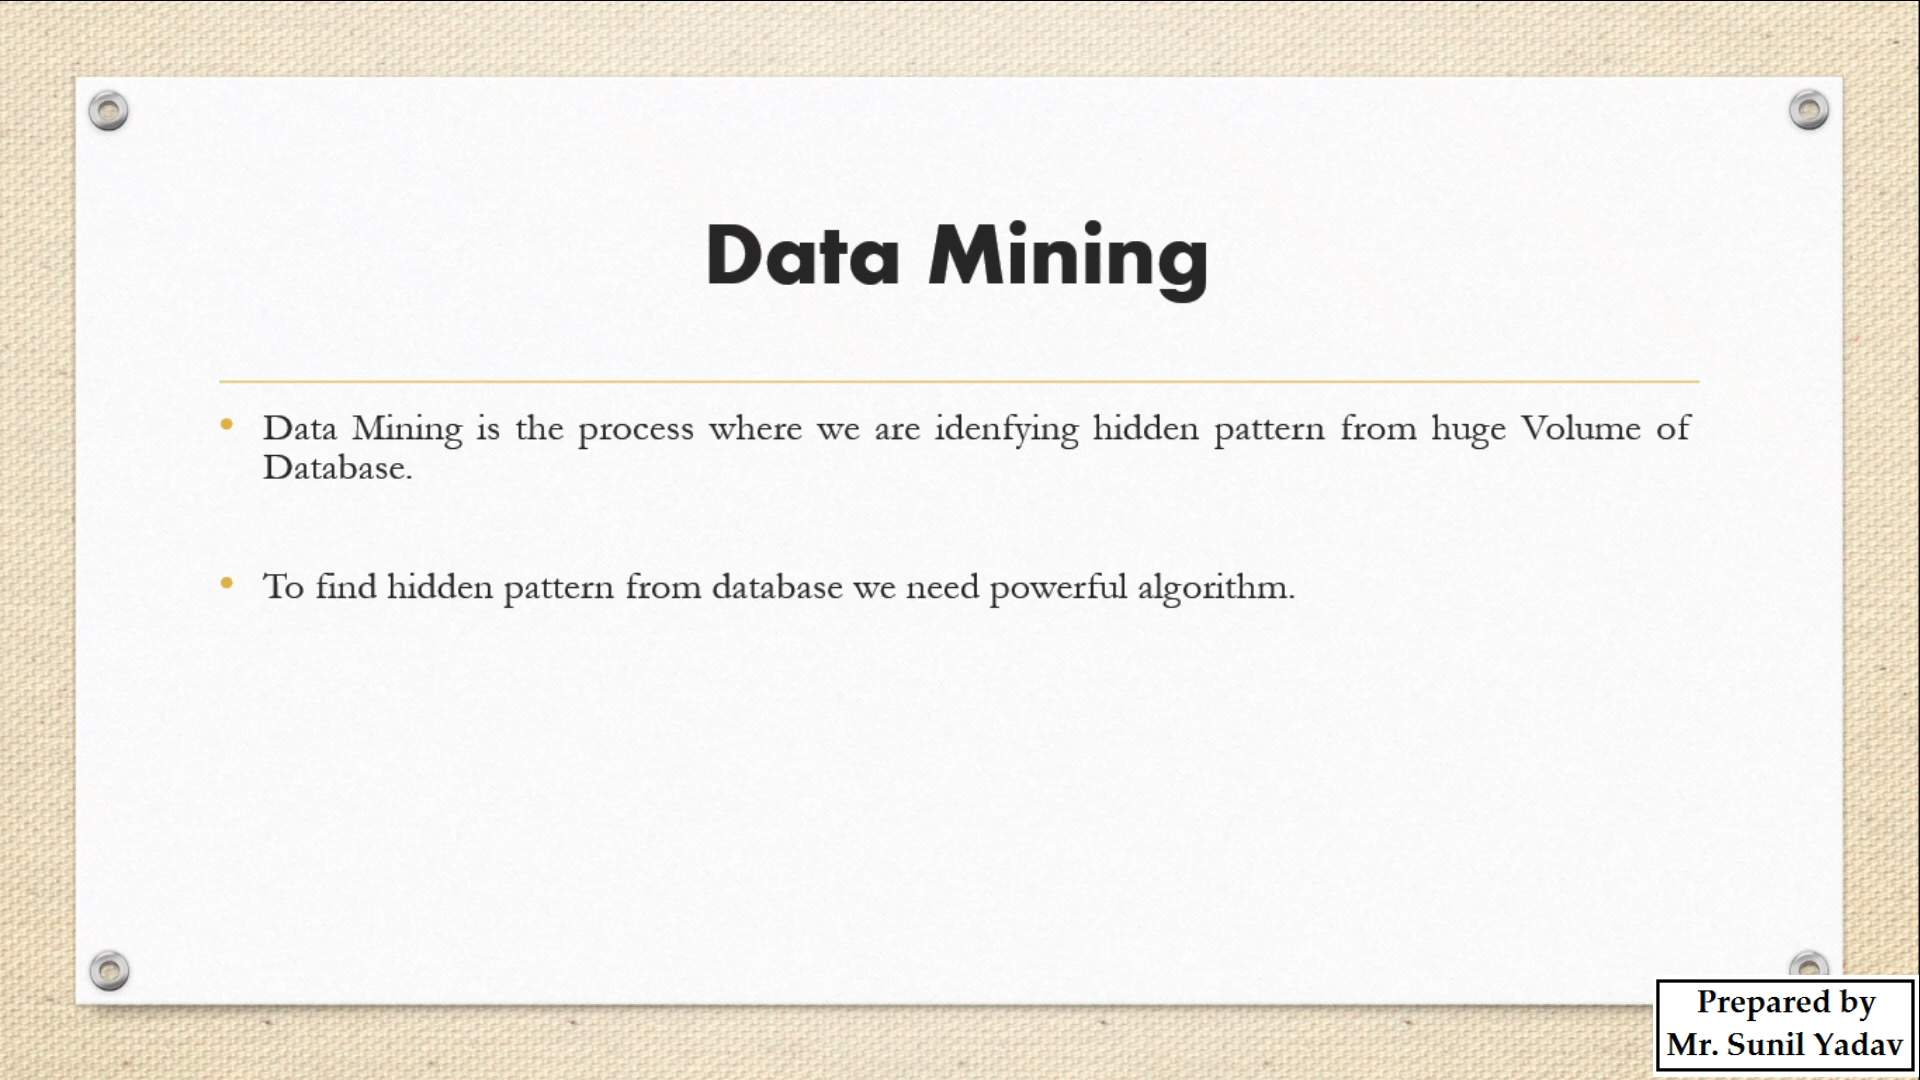 Data Mining
• Data Mining is the process where we are idenfying hidden pattern from huge Volume of
Database.
• To find hidden pattern from database we need powerful algorithm.
Prepared by
Mr. Sunil Yadav